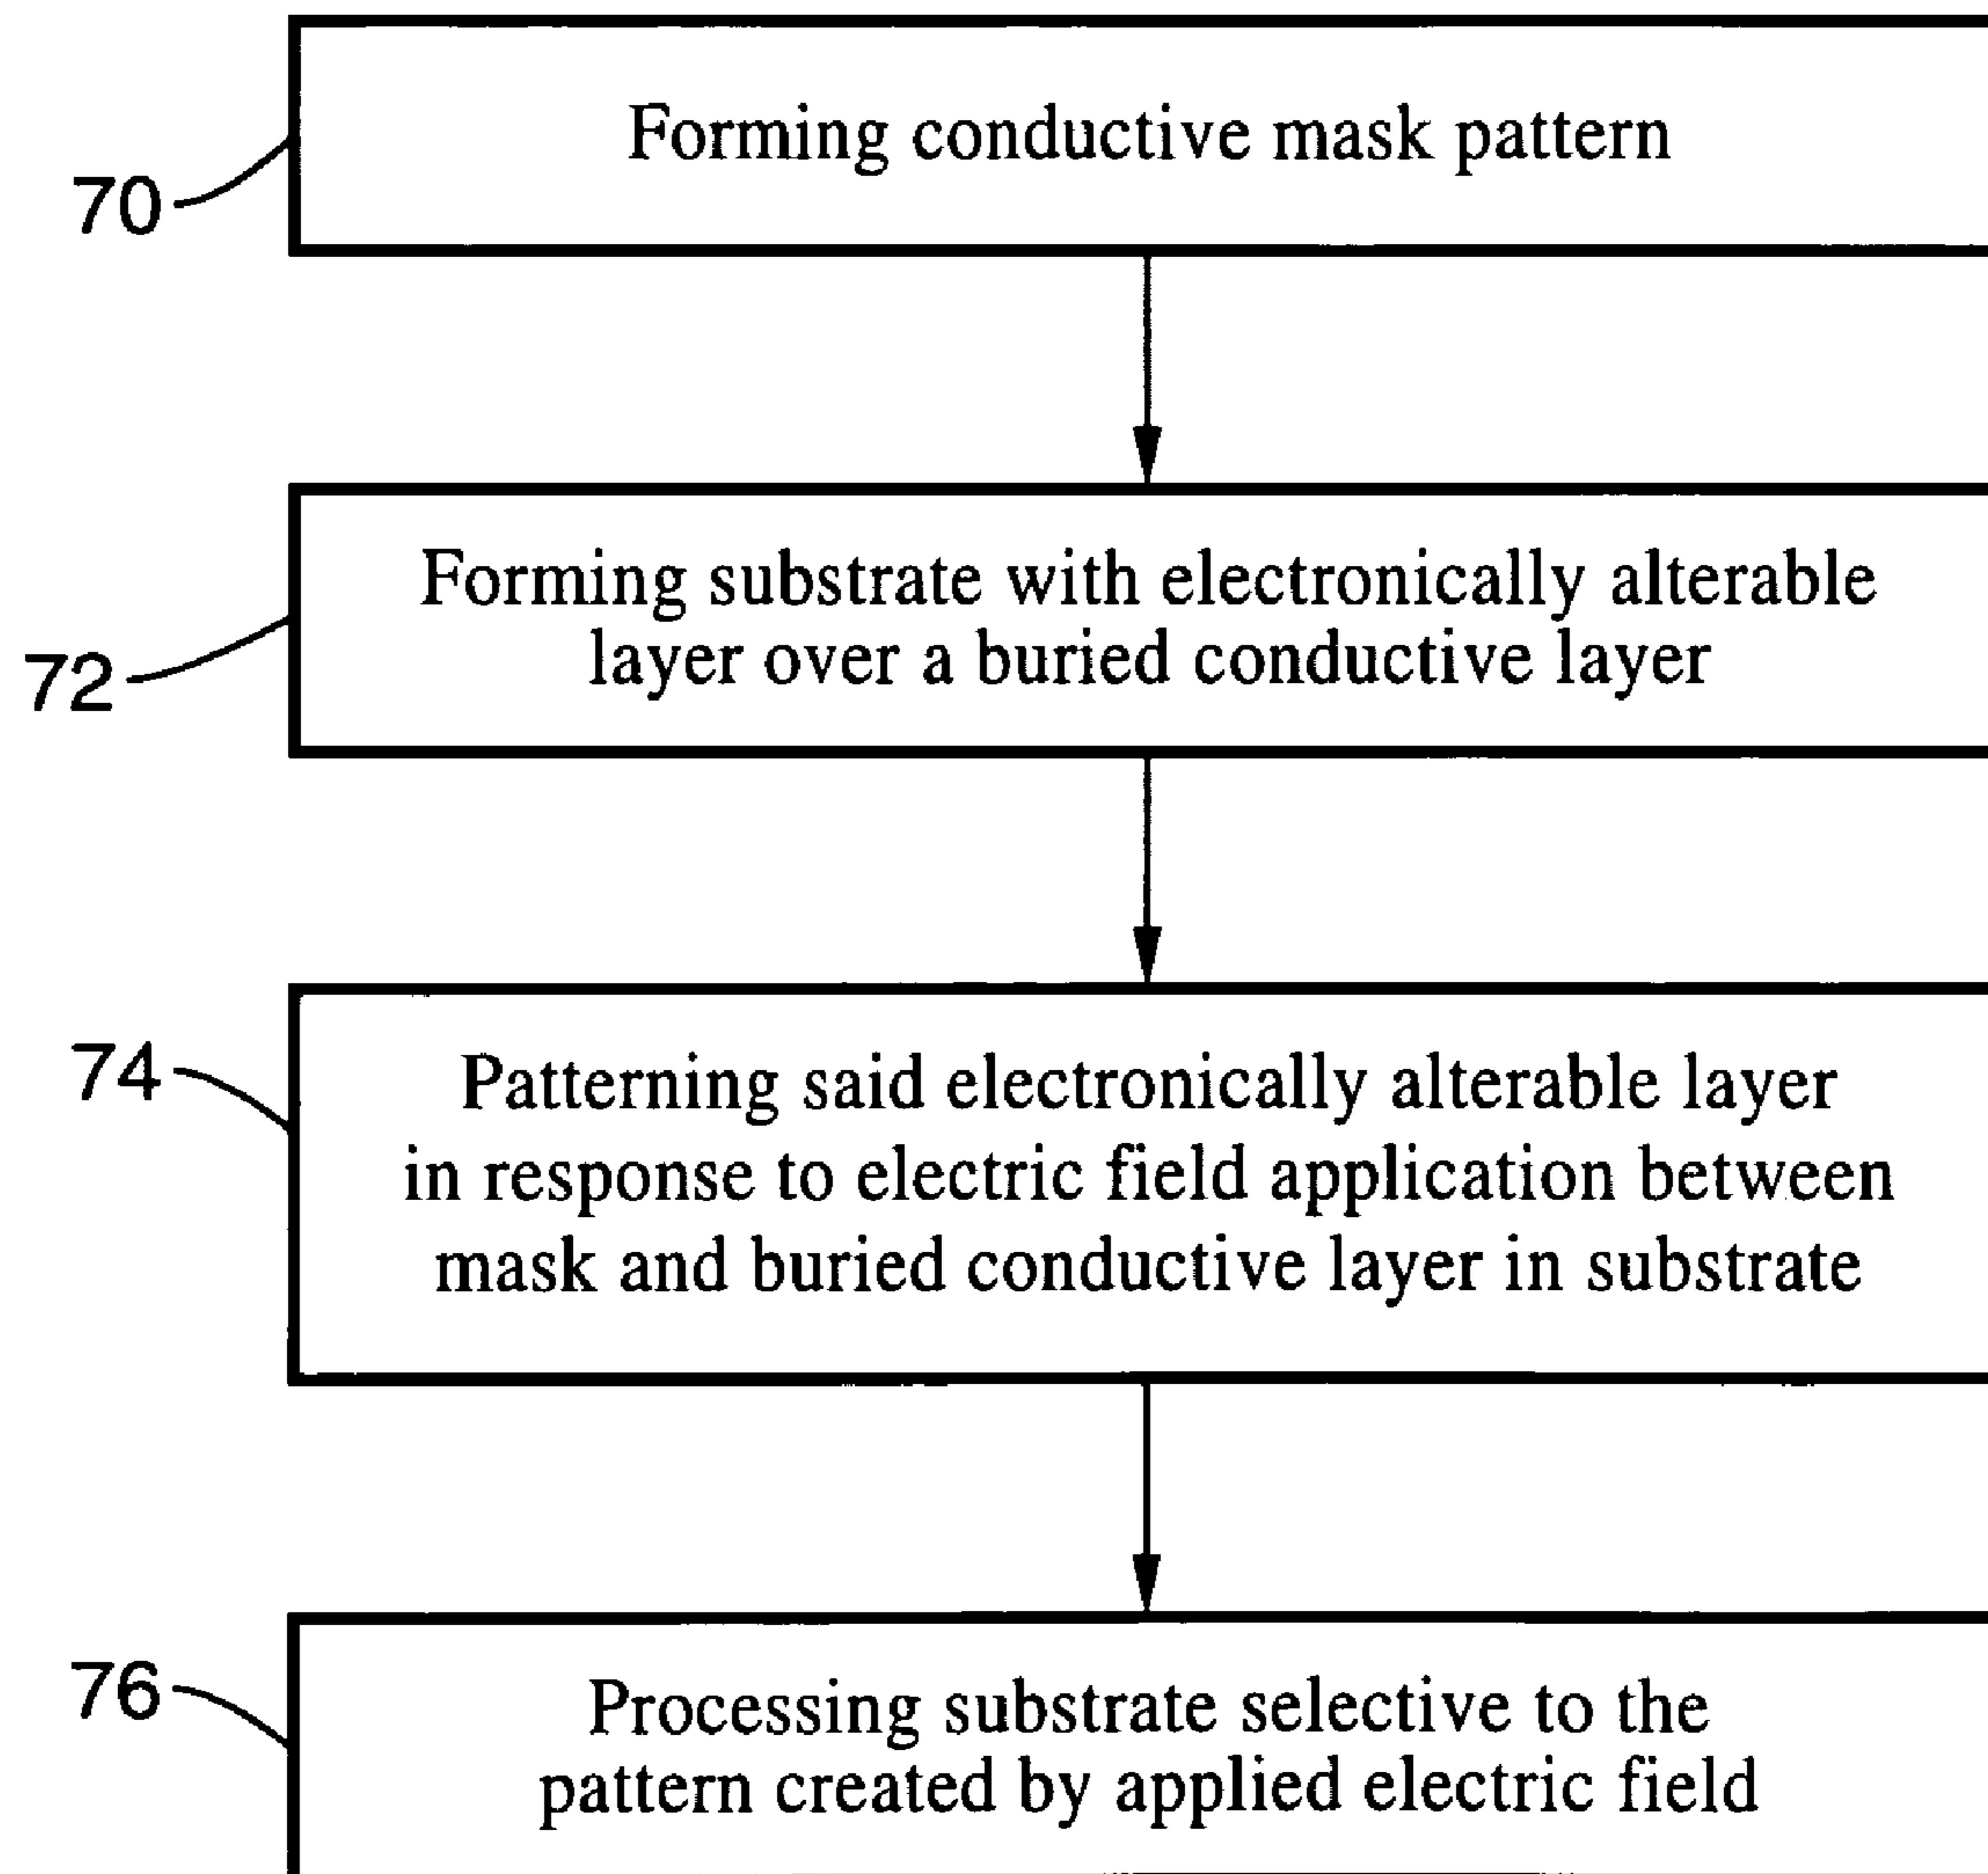 Forming conductive mask pattern
70
Forming substrate with electronically alterable
layer over a buried conductive layer
72
74
Patterning said electronically alterable layer
in response to electric field application between
mask and buried conductive layer in substrate
76
Processing substrate selective to the
pattern created by applied electric field